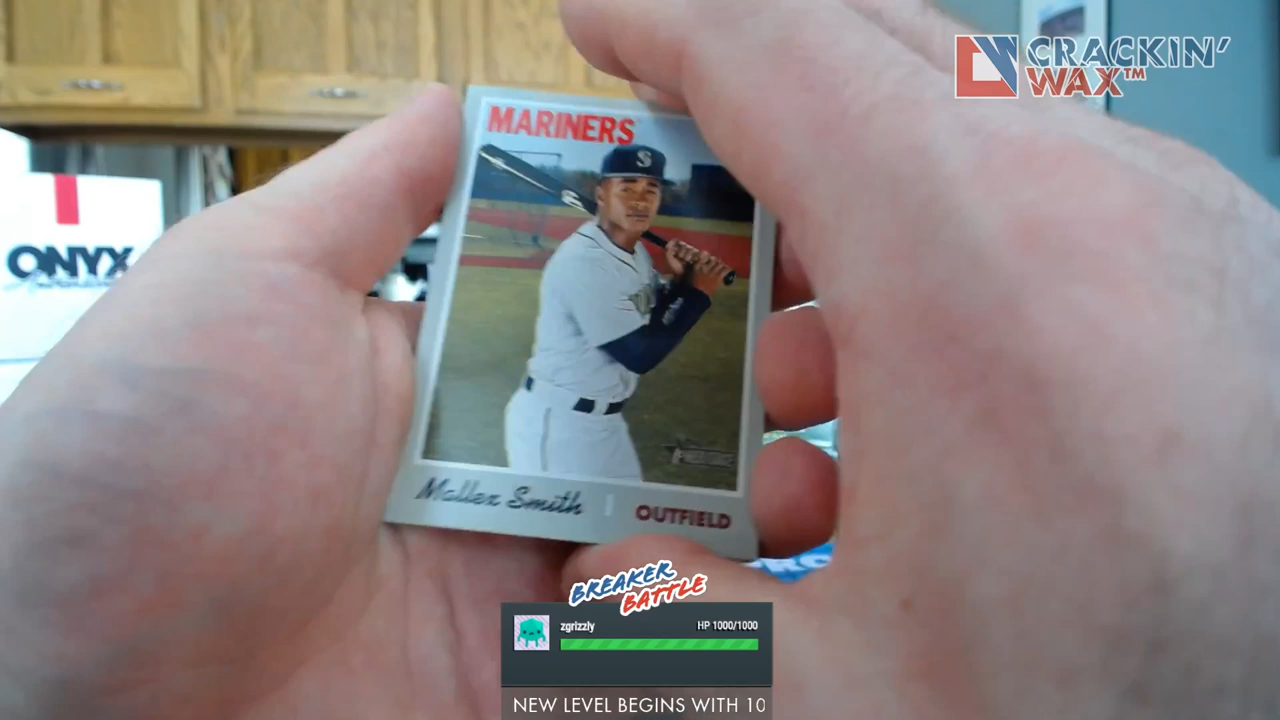 CRACKIN'
WAX™
MARINERS
S
ONYX
Mallex Smith
OUTFIELD
BREAKER
BATTLE
zgrizzly
HP 1000/1000
NEW LEVEL BEGINS WITH 10